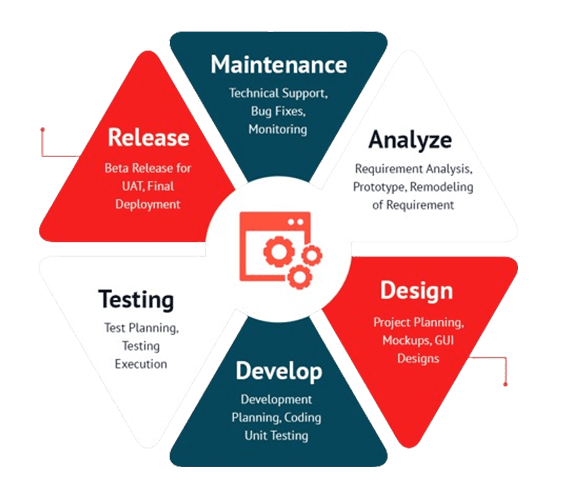 Maintenance
Technical Support,
Bug Fixes,
Monitoring
Analyze
Requirement Analysis,
Prototype, Remodeling
of Requirement
Design
Project Planning,
Mockups, GUI
Designs
Develop
Development
Planning, Coding
Unit Testing
Testing
Test Planning,
Testing
Execution
Release
Beta Release for
UAT, Final
Deployment